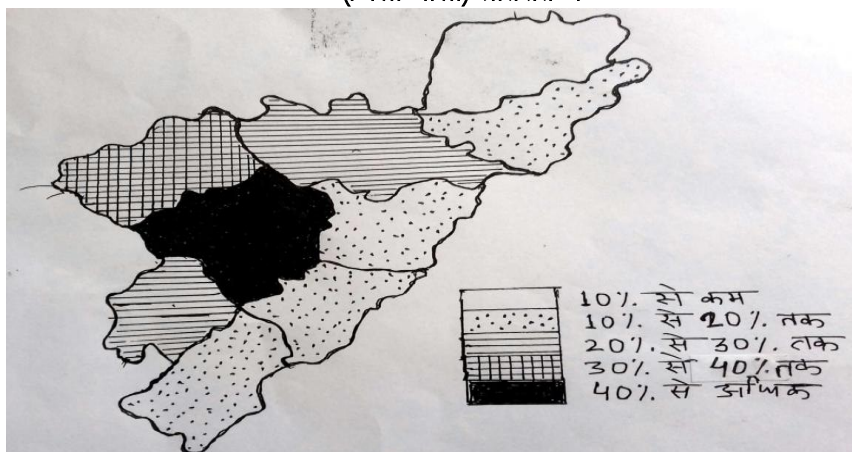 10%. से कम
10%. से 20%. तक
20%. से 30%. तक
30%. से 40%. तक
40%. से अधिक